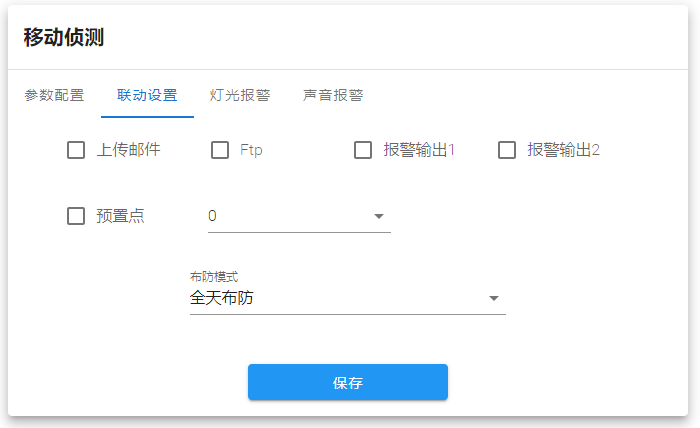 移动侦测
参数配置 联动设置 灯光报警 声音报警
上传邮件 Ftp 报警输出1 报警输出2
预置点 0
布防模式
全天布防
保存